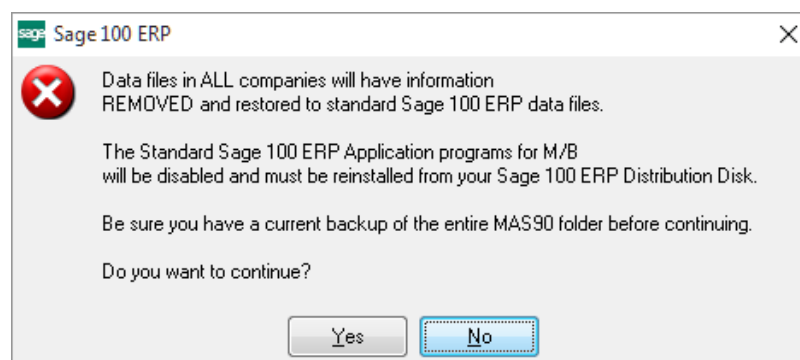 sage Sage 100 ERP
Data files in ALL companies will have information
REMOVED and restored to standard Sage 100 ERP data files.
The Standard Sage 100 ERP Application programs for M/B
will be disabled and must be reinstalled from your Sage 100 ERP Distribution Disk.
Be sure you have a current backup of the entire MAS90 folder before continuing.
Do you want to continue?
Yes No